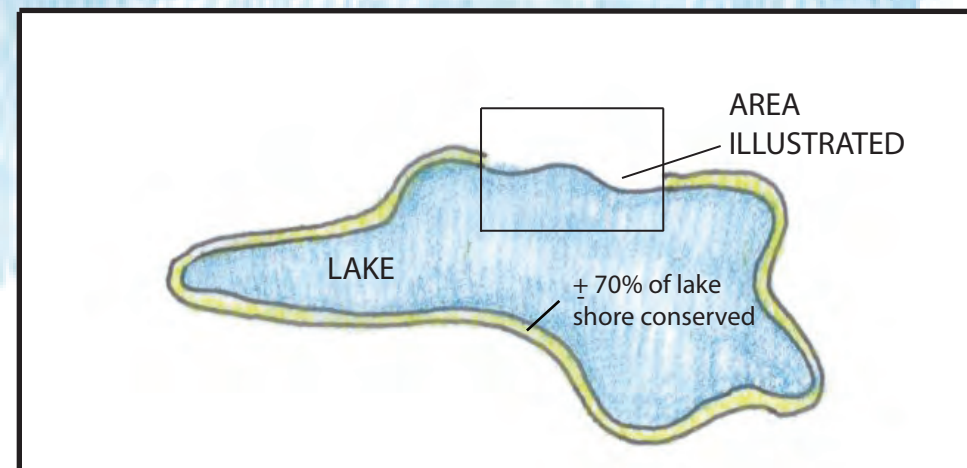 AREA
ILLUSTRATED
LAKE
± 70% of lake
shore conserved